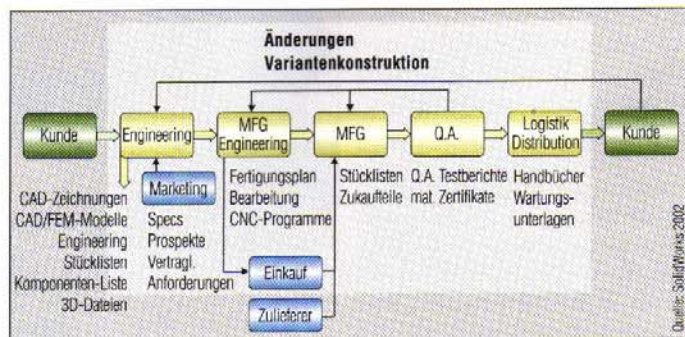 Änderungen
Variantenkonstruktion
Kunde
Engineering
MFG
Engineering
MFG
Q.A.
Logistik
Distribution
Kunde
Marketing
CAD-Zeichnungen
CAD/FEM-Modelle
Engineering
Stücklisten
Komponenten-Liste
3D-Dateien
Specs
Prospekte
Vertragl.
Anforderungen
Fertigungsplan
Bearbeitung
CNC-Programme
Einkauf
Zulieferer
Stücklisten
Zukaufteile
Q.A. Testberichte
mat. Zertifikate
Handbücher
Wartungs-
unterlagen
Quelle: SolidWorks 2002